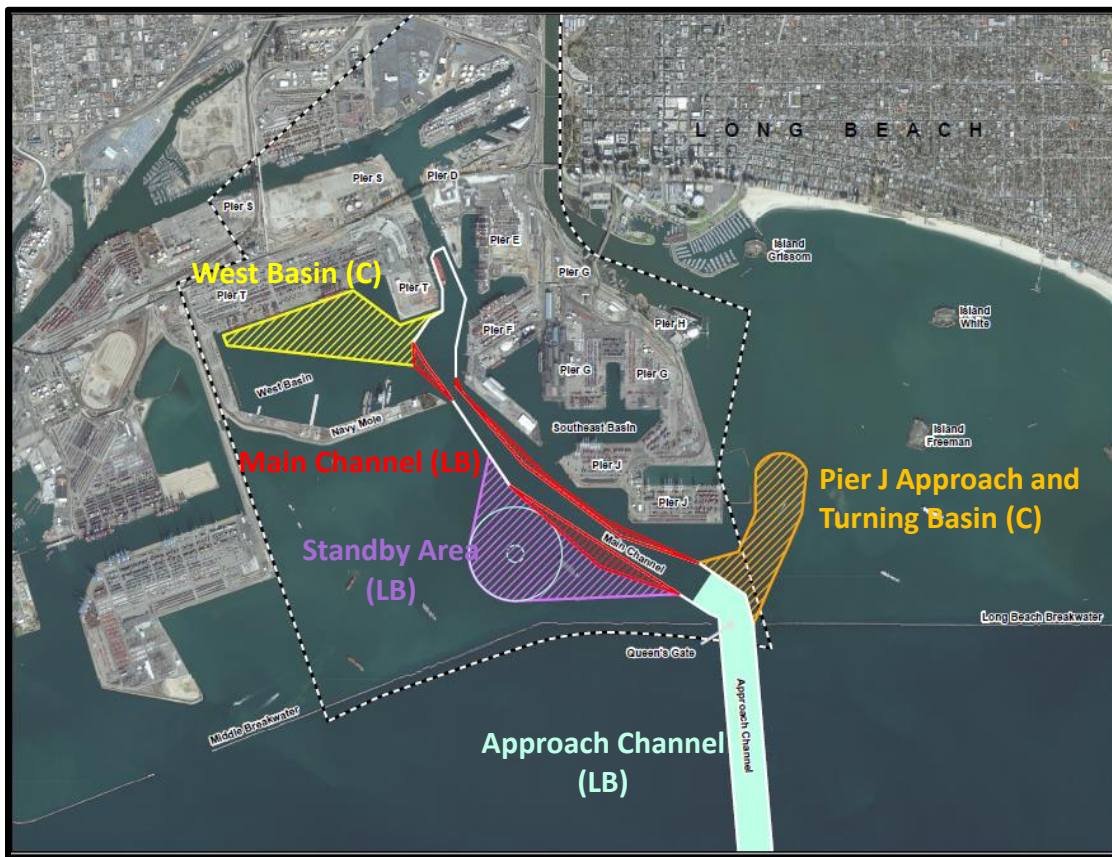 LONG BEACH
Pier S
Pier D
Pier S
Pier E
Island
Grissom
West Basin (C)
Pier G
Pier T
Pier T
Island
White
Pier F
Pier H
Pier G
Pier G
West Basin
Navy Mole
Southeast Basin
Island
Freeman
Main Channel (LB)
Pier J
Pier J Approach and
Turning Basin (C)
Pier J
Standby Area
(LB)
Main Channel
Long Beach Breakwater
Queen's Gate
Approach Channel
Middle Breakwater
Approach Channel
(LB)